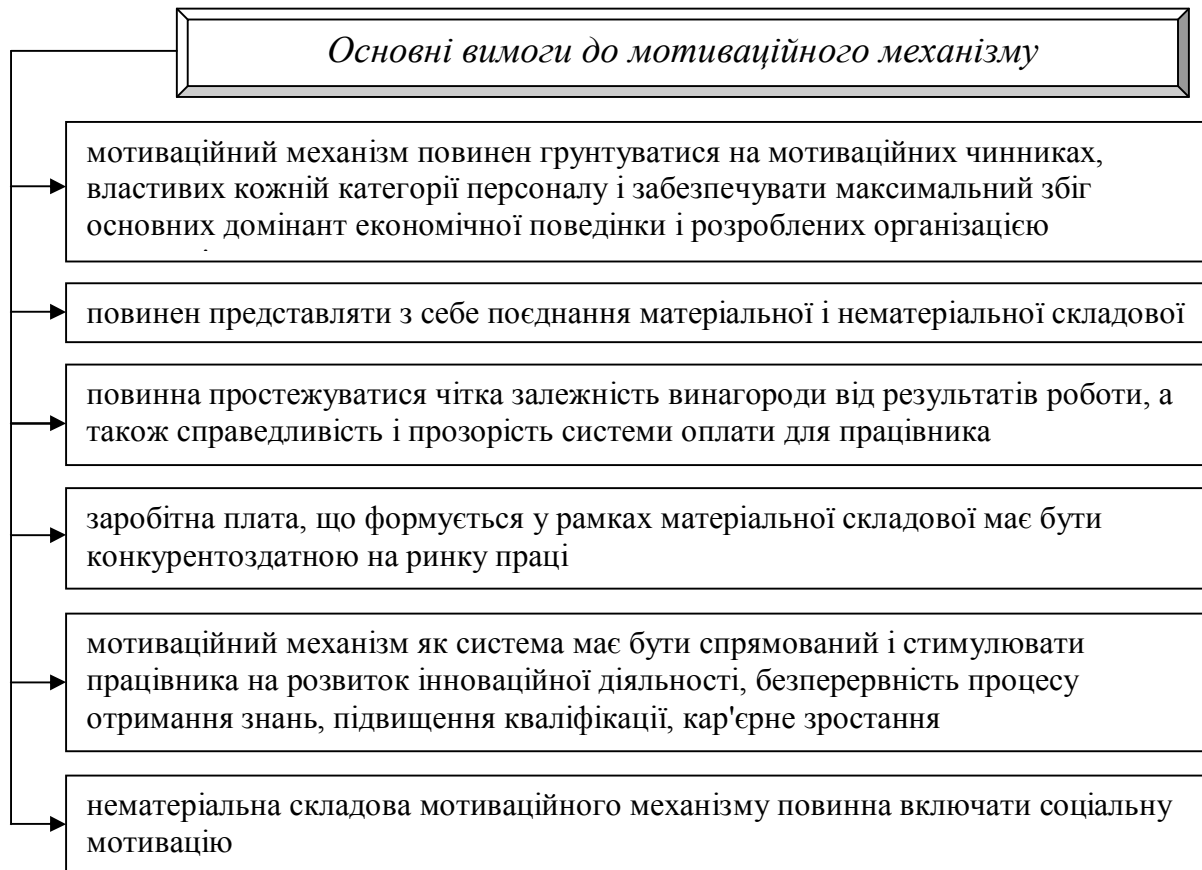 Основні вимоги до мотиваційного механізму
мотиваційний механізм повинен грунтуватися на мотиваційних чинниках,
властивих кожній категорії персоналу і забезпечувати максимальний збіг
основних домінант економічної поведінки і розроблених організацією
повинен представляти з себе поєднання матеріальної і нематеріальної складової
повинна простежуватися чітка залежність винагороди від результатів роботи, а
також справедливість і прозорість системи оплати для працівника
заробітна плата, що формується у рамках матеріальної складової має бути
конкурентоздатною на ринку праці
мотиваційний механізм як система має бути спрямований і стимулювати
працівника на розвиток інноваційної діяльності, безперервність процесу
отримання знань, підвищення кваліфікації, кар'єрне зростання
нематеріальна складова мотиваційного механізму повинна включати соціальну
мотивацію